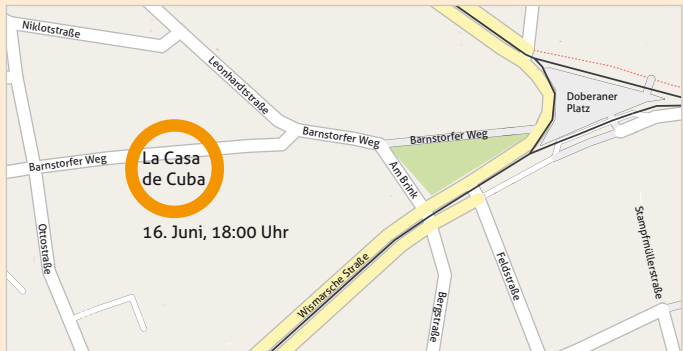 Niklotstraße
Leonhardtstraße
Doberaner
Platz
Barnstorfer Weg
Barnstorfer Weg
Barnstorfer Weg
La Casa
de Cuba
Am Brink
16. Juni, 18:00 Uhr
Ottostraße
Stampfmüllerstraße
Wismarsche Straße
Feldstraße
Bergstraße